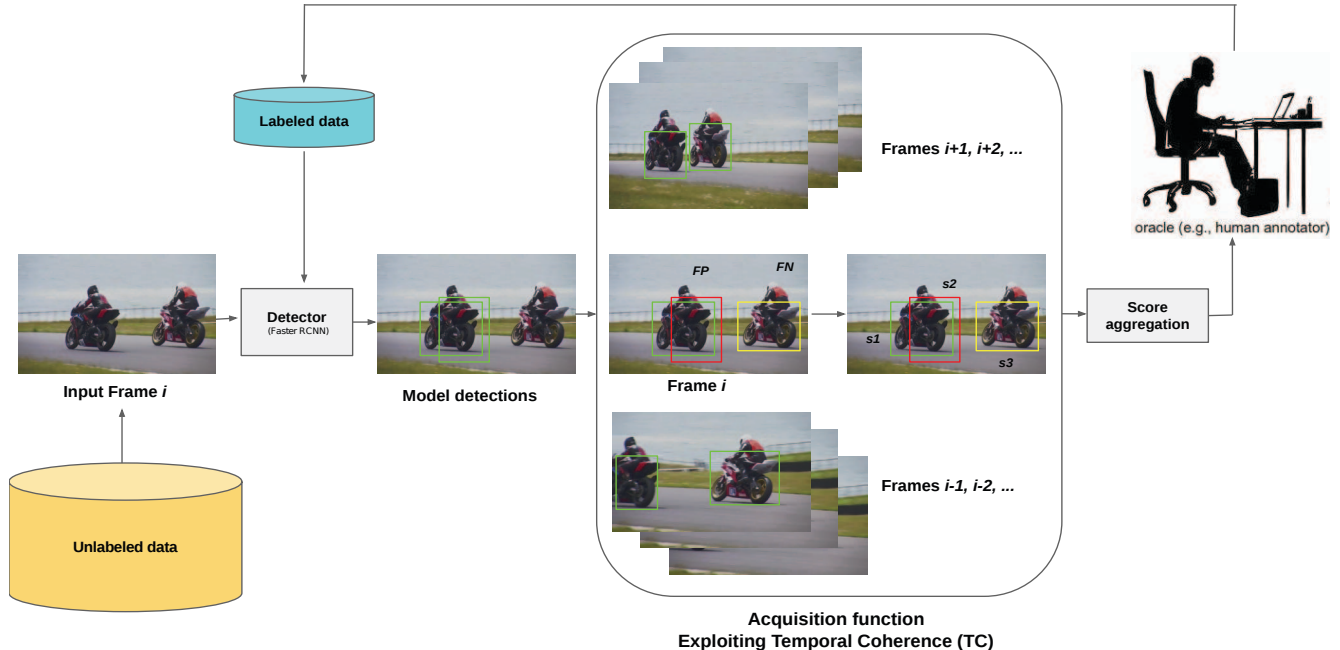 Labeled data
Frames i+1, i+2, ...
oracle (e.g., human annotator)
FP
FN
s2
Detector
(Faster RCNN)
Score
aggregation
s1
s3
Input Frame i
Model detections
Frame i
Frames i-1, i-2, ...
Unlabeled data
Acquisition function
Exploiting Temporal Coherence (TC)